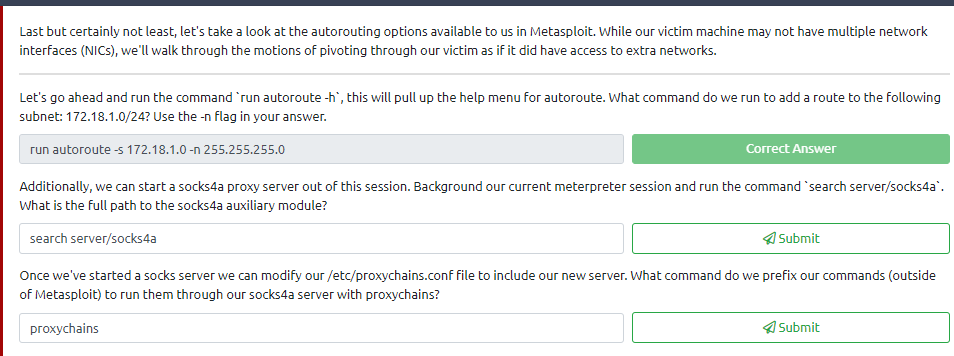 Last but certainly not least, let's take a look at the autorouting options available to us in Metasploit. While our victim machine may not have multiple network
interfaces (NICs), we'll walk through the motions of pivoting through our victim as if it did have access to extra networks.
Let's go ahead and run the command `run autoroute -h`, this will pull up the help menu for autoroute. What command do we run to add a route to the following
subnet: 172.18.1.0/24? Use the -n flag in your answer.
run autoroute -s 172.18.1.0 -n 255.255.255.0
Correct Answer
Additionally, we can start a socks4a proxy server out of this session. Background our current meterpreter session and run the command `search server/socks4a`.
What is the full path to the socks4a auxiliary module?
search server/socks4a
Submit
Once we've started a socks server we can modify our /etc/proxychains.conf file to include our new server. What command do we prefix our commands (outside
of Metasploit) to run them through our socks4a server with proxychains?
proxychains
Submit